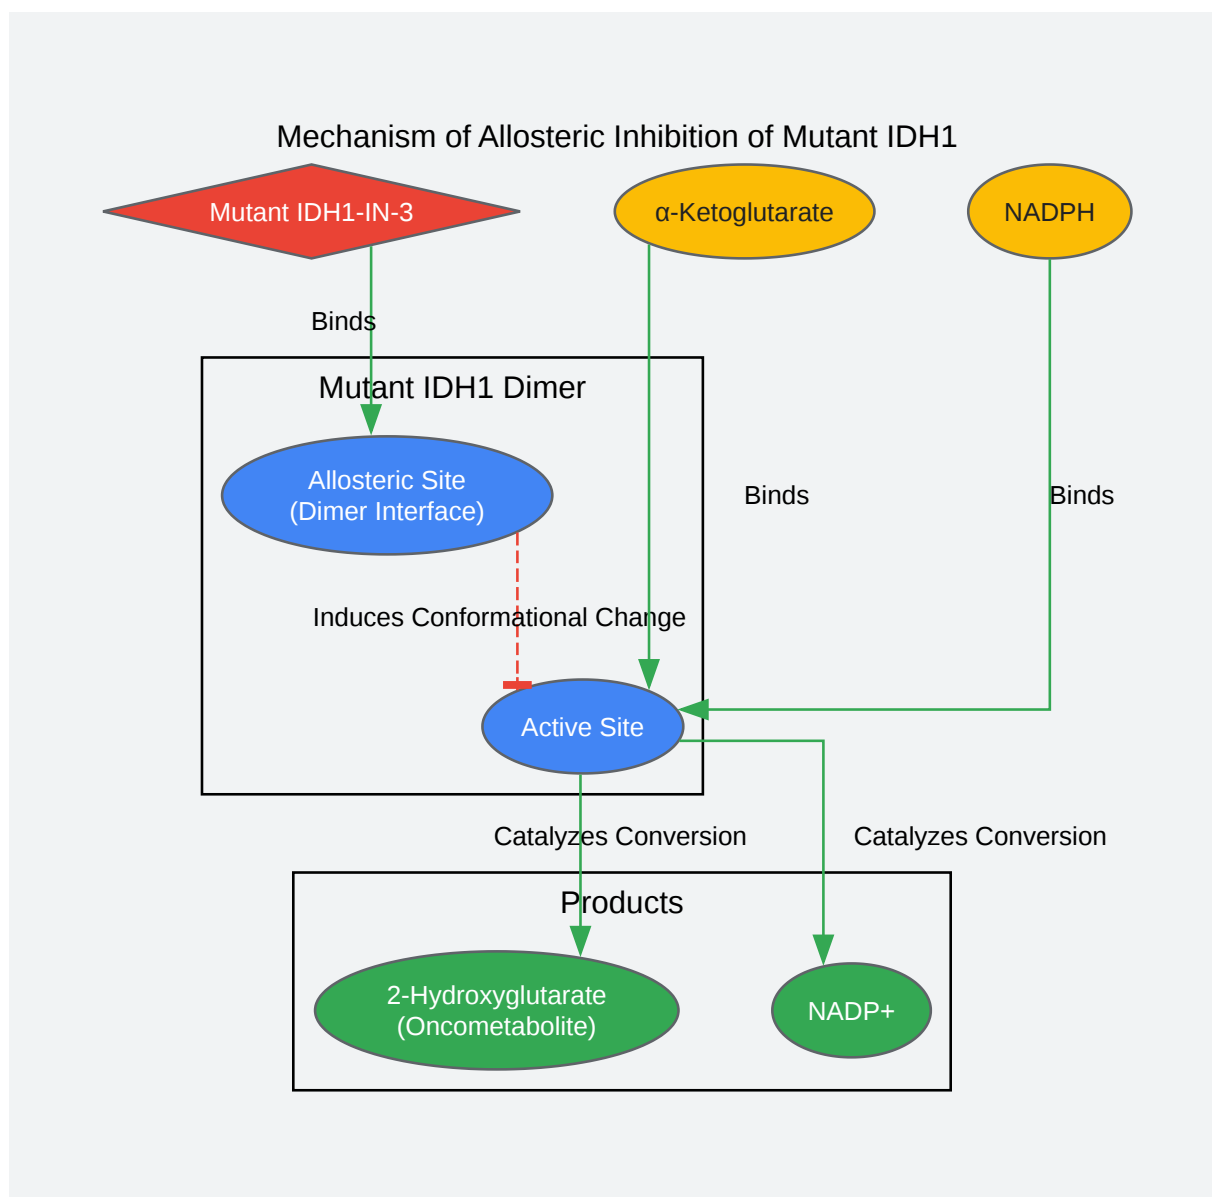 Mechanism of Allosteric Inhibition of Mutant IDH1
Mutant IDH1-IN-3
α-Ketoglutarate
NADPH
Binds
Mutant IDH1 Dimer
Allosteric Site
(Dimer Interface)
Binds
Binds
Induces Conformational Change
Active Site
Catalyzes Conversion
Catalyzes Conversion
Products
2-Hydroxyglutarate
(Oncometabolite)
NADP+